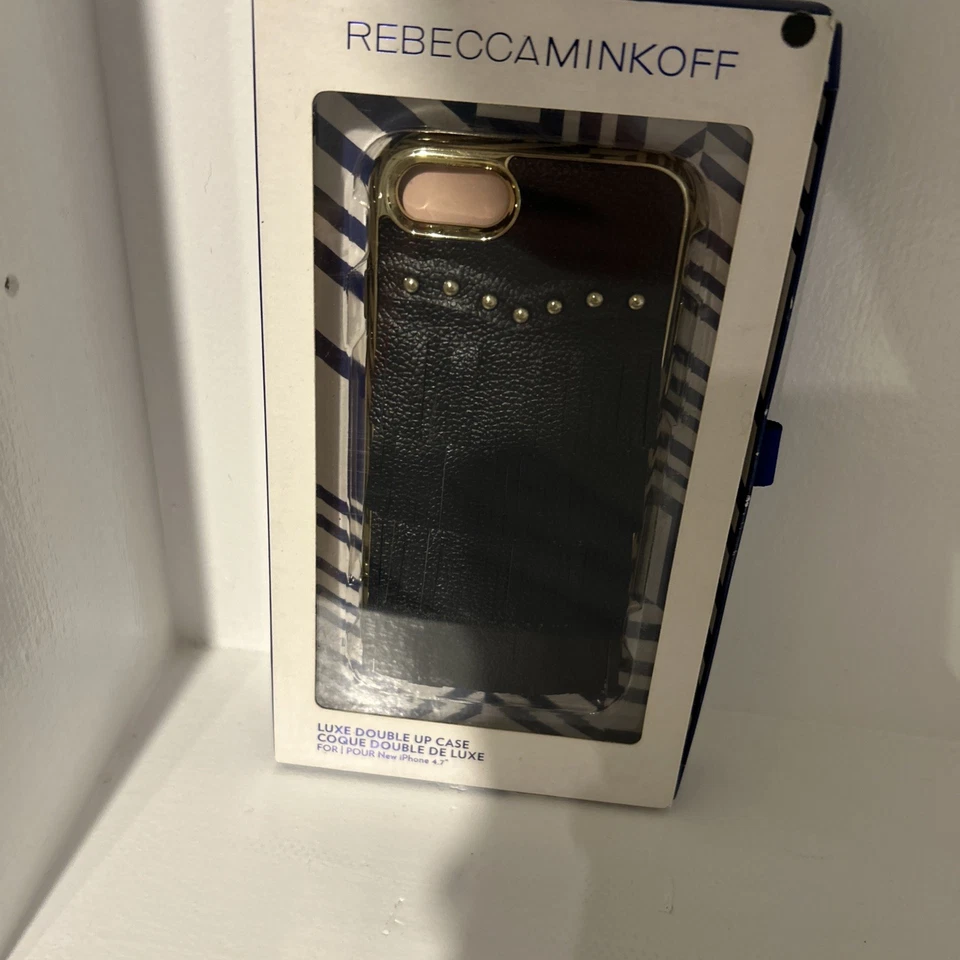 REBECCAMINKOFF
LUXE DOUBLE UP CASE
COQUE DOUBLE DE LUXE
FOR | POUR New iPhone 4.7"